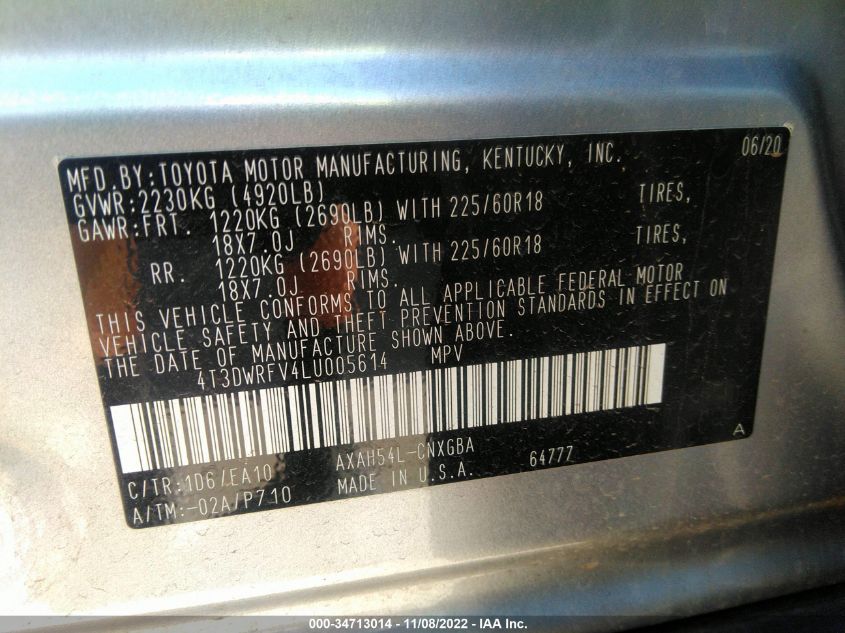 MFD.BY:TOYOTA MOTOR MANUFACTURING, KENTUCKY, INC. 06/20
GVWR:2230KG (4920LB)
GAWR:FRT. 1220KG (2690LB) WITH 225/60R18 TIRES,
18X7.0J RIMS.
RR. 1220KG (2690LB) WITH 225/60R18 TIRES,
18X7.0J RIMS.
THIS VEHICLE CONFORMS TO ALL APPLICABLE FEDERAL MOTOR
VEHICLE SAFETY AND THEFT PREVENTION STANDARDS IN EFFECT ON
THE DATE OF MANUFACTURE SHOWN ABOVE.
4T3DWRFV4LU005614 MPV
A
C/TR:1D6/EA10 AXAH54L-CNXGBA 64777
A/TM:-02A/P710 MADE IN U.S.A.
000-34713014 - 11/08/2022 - IAA Inc.